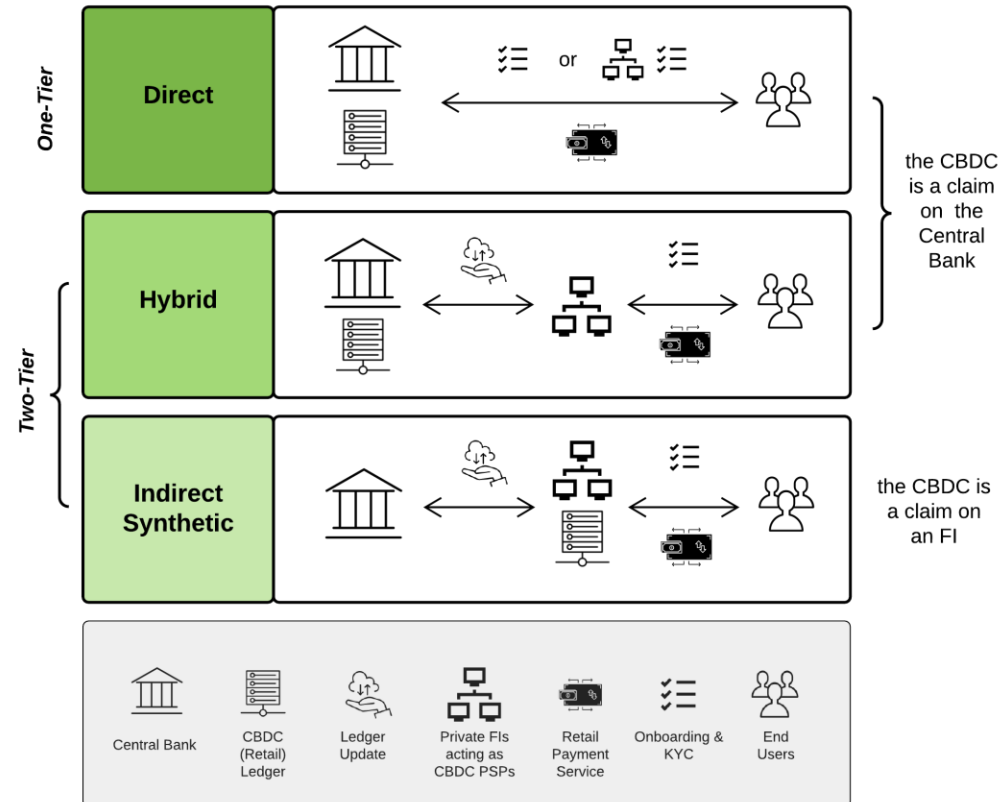 One-Tier
Direct
or
the CBDC
is a claim
on the
Central
Bank
Two-Tier
Hybrid
Indirect
Synthetic
the CBDC is
a claim on
an FI
Central Bank
CBDC
(Retail)
Ledger
Ledger
Update
Private FIs
acting as
CBDC PSPs
Retail
Payment
Service
Onboarding &
KYC
End
Users